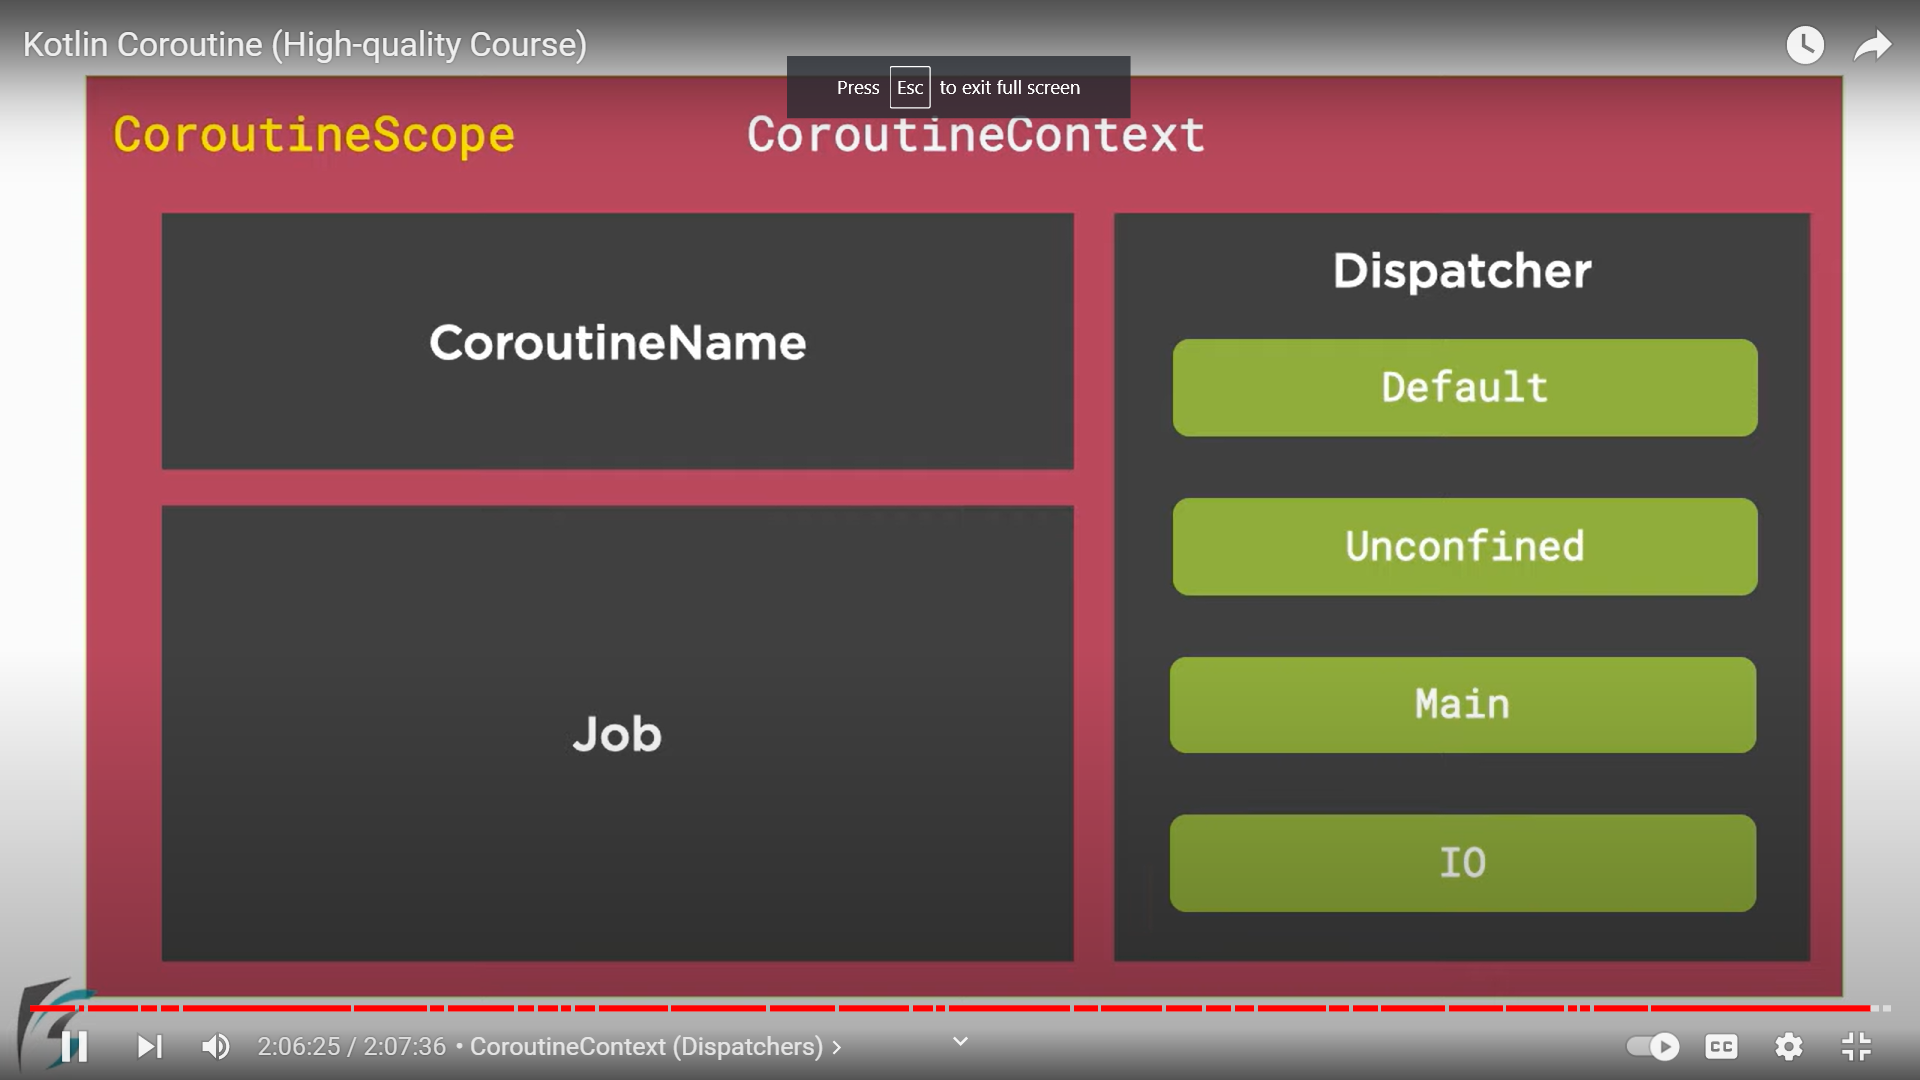 Kotlin Coroutine (High-quality Course)
Press Esc to exit full screen
CoroutineScope
CoroutineContext
CoroutineName
Job
Dispatcher
Default
Unconfined
Main
IO
2:06:25 / 2:07:36 • CoroutineContext (Dispatchers)
CC